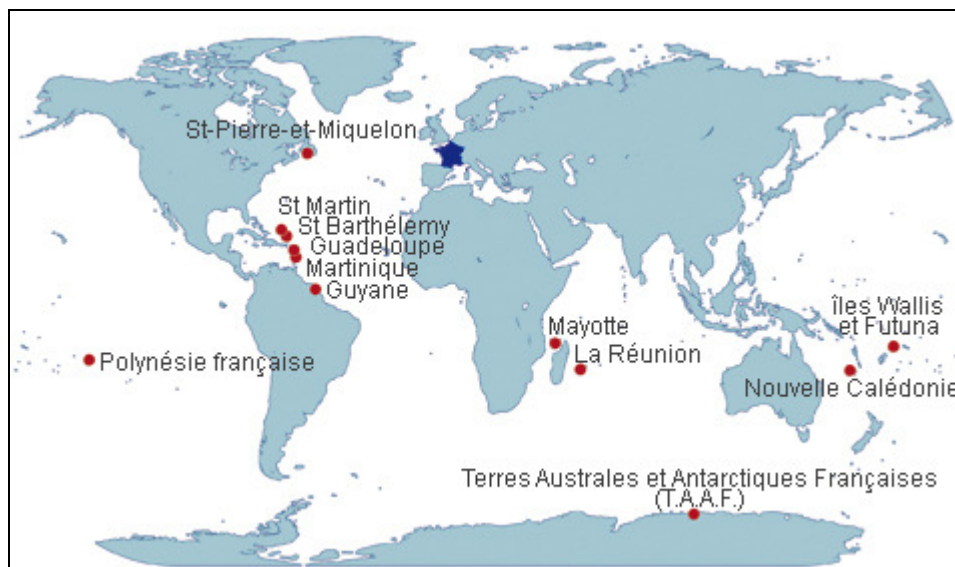 St-Pierre-et-Miquelon
St Martin
St Barthélemy
Guadeloupe
Martinique
Guyane
îles Wallis
et Futuna
Mayotte
La Réunion
Polynésie française
Nouvelle Calédonie
Terres Australes et Antarctiques Françaises
(T.A.A.F.)